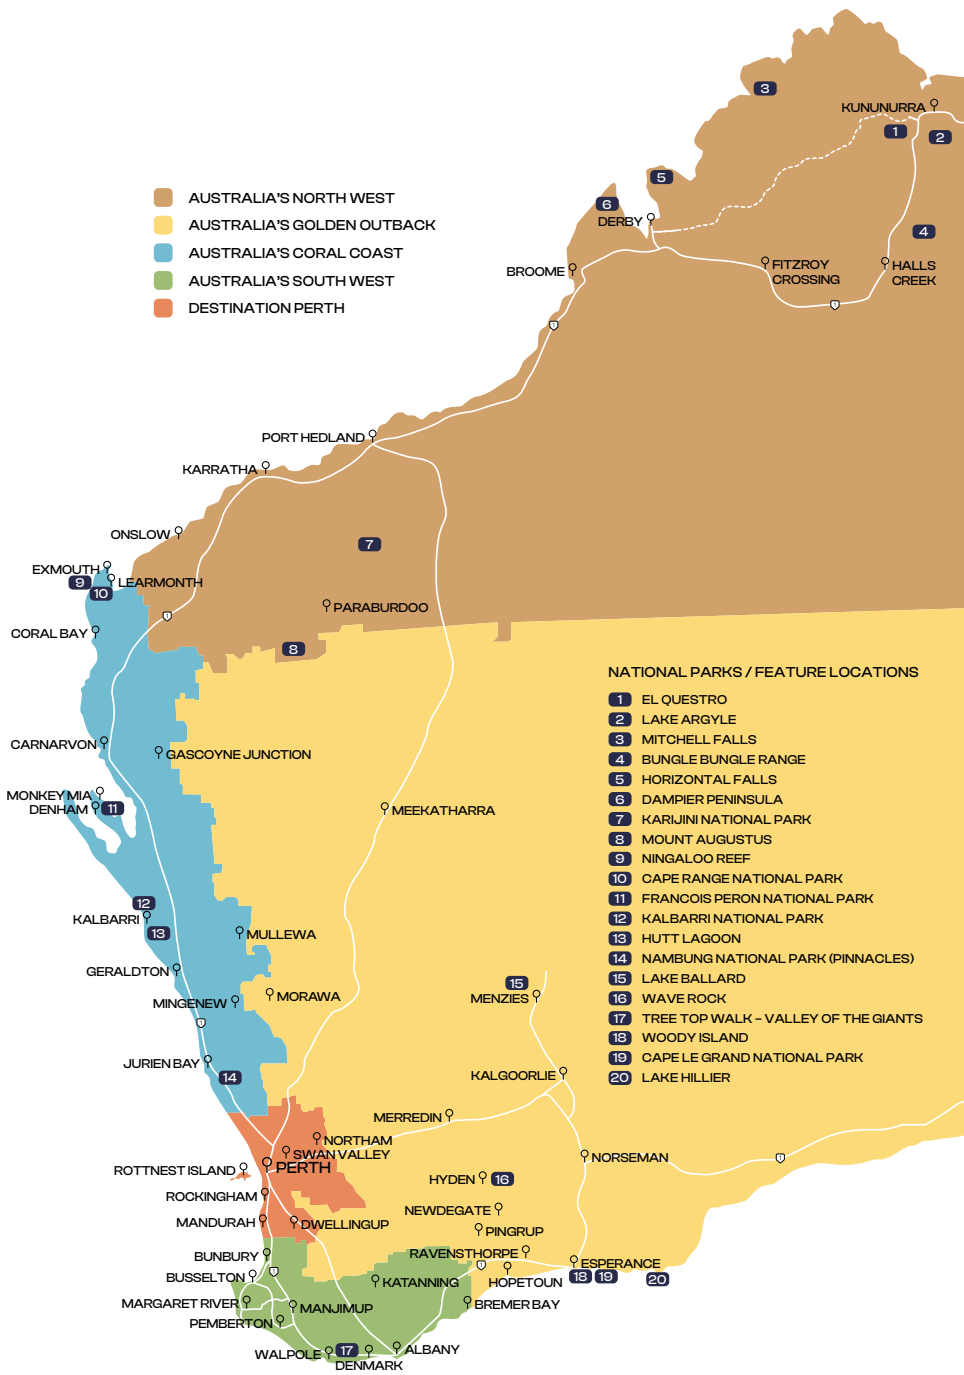 3
KUNUNURRA
1
2
5
AUSTRALIA'S NORTH WEST
6
DERBY
AUSTRALIA'S GOLDEN OUTBACK
4
AUSTRALIA'S CORAL COAST
BROOME
FITZROY
CROSSING
HALLS
CREEK
AUSTRALIA'S SOUTH WEST
DESTINATION PERTH
1
1
PORT HEDLAND
KARRATHA
ONSLOW
7
EXMOUTH
9
LEARMONTH
10
PARABURDOO
1
CORAL BAY
8
NATIONAL PARKS / FEATURE LOCATIONS
1 EL QUESTRO
2 LAKE ARGYLE
3 MITCHELL FALLS
4 BUNGLE BUNGLE RANGE
5 HORIZONTAL FALLS
6 DAMPIER PENINSULA
7 KARIJINI NATIONAL PARK
8 MOUNT AUGUSTUS
9 NINGALOO REEF
10 CAPE RANGE NATIONAL PARK
11 FRANCOIS PERON NATIONAL PARK
12 KALBARRI NATIONAL PARK
13 HUTT LAGOON
14 NAMBUNG NATIONAL PARK (PINNACLES)
15 LAKE BALLARD
16 WAVE ROCK
17 TREE TOP WALK – VALLEY OF THE GIANTS
18 WOODY ISLAND
19 CAPE LE GRAND NATIONAL PARK
20 LAKE HILLIER
CARNARVON
GASCOYNE JUNCTION
MONKEY MIA
DENHAM
11
MEEKATHARRA
12
KALBARRI
13
MULLEWA
GERALDTON
15
MENZIES
MINGENEW
MORAWA
1
JURIEN BAY
14
KALGOORLIE
MERREDIN
NORTHAM
SWAN VALLEY
NORSEMAN
1
ROTTNEST ISLAND
PERTH
HYDEN
16
ROCKINGHAM
NEWDEGATE
MANDURAH
DWELLINGUP
PINGRUP
BUNBURY
RAVENSTHORPE
ESPERANCE
1
1
BUSSELTON
KATANNING
HOPETOUN
18
19
20
MARGARET RIVER
MANJIMUP
BREMER BAY
PEMBERTON
WALPOLE
17
ALBANY
DENMARK